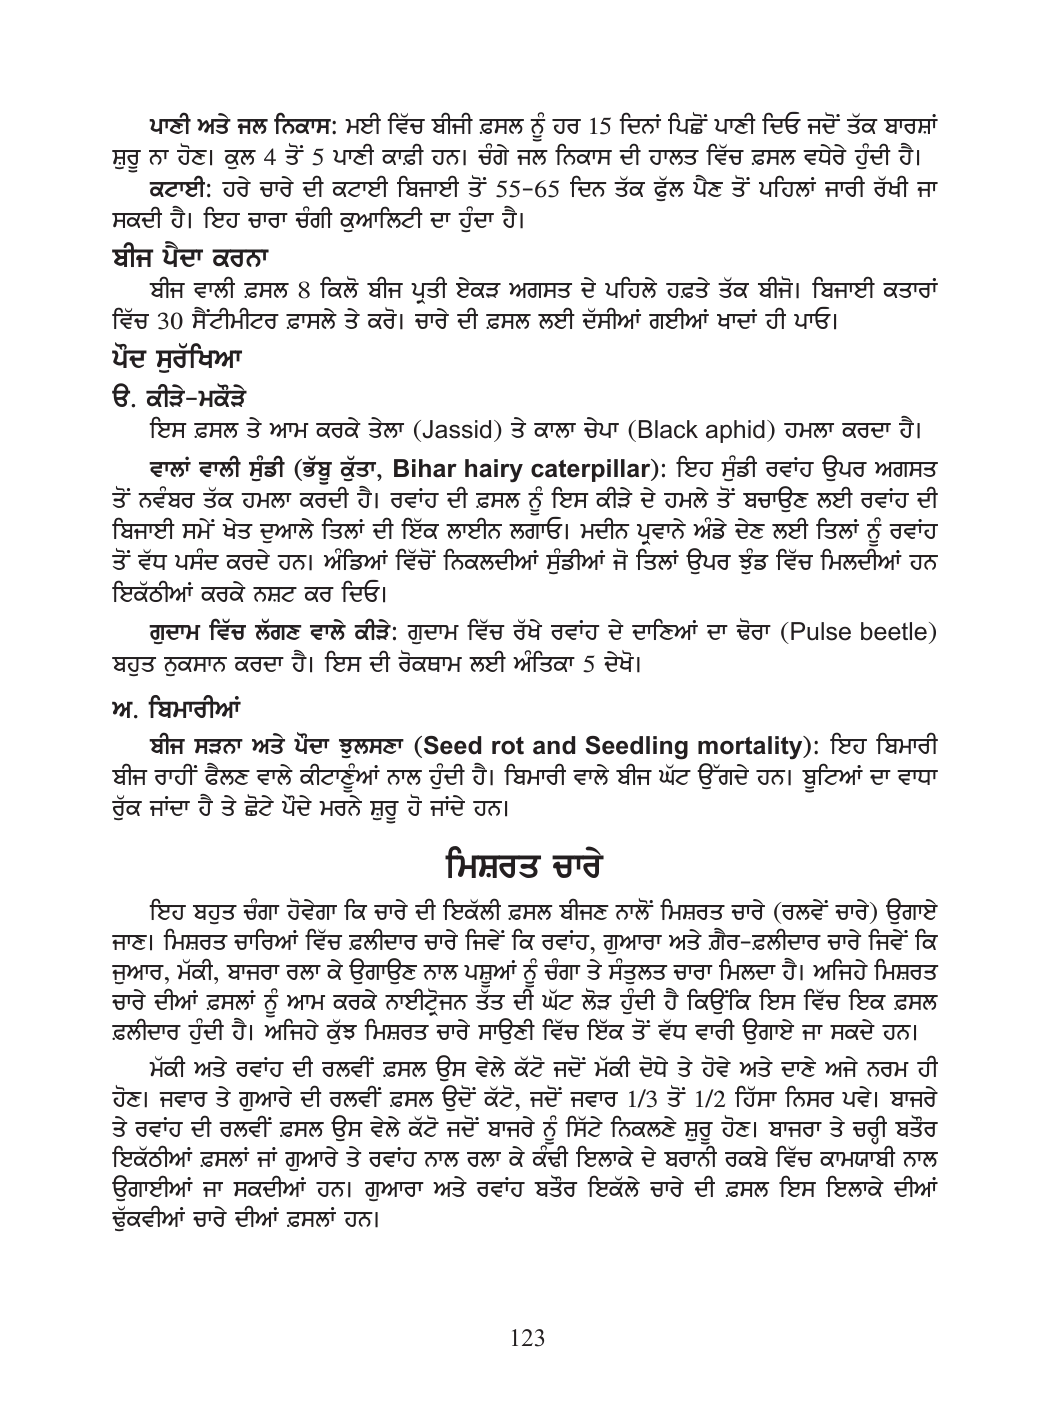 ਪਾਣੀ ਅਤੇ ਜਲ ਨਿਕਾਸ: ਮਈ ਵਿੱਚ ਬੀਜੀ ਫ਼ਸਲ ਨੂੰ ਹਰ 15 ਦਿਨਾਂ ਪਿਛੋਂ ਪਾਣੀ ਦਿਓ ਜਦੋਂ ਤੱਕ ਬਾਰਸ਼ਾਂ
ਸ਼ੁਰੂ ਨਾ ਹੋਣ। ਕੁਲ 4 ਤੋਂ 5 ਪਾਣੀ ਕਾਫ਼ੀ ਹਨ। ਚੰਗੇ ਜਲ ਨਿਕਾਸ ਦੀ ਹਾਲਤ ਵਿੱਚ ਫ਼ਸਲ ਵਧੇਰੇ ਹੁੰਦੀ ਹੈ।
ਕਟਾਈ: ਹਰੇ ਚਾਰੇ ਦੀ ਕਟਾਈ ਬਿਜਾਈ ਤੋਂ 55-65 ਦਿਨ ਤੱਕ ਫੁੱਲ ਪੈਣ ਤੋਂ ਪਹਿਲਾਂ ਜਾਰੀ ਰੱਖੀ ਜਾ
ਸਕਦੀ ਹੈ। ਇਹ ਚਾਰਾ ਚੰਗੀ ਕੁਆਲਿਟੀ ਦਾ ਹੁੰਦਾ ਹੈ।
ਬੀਜ ਪੈਦਾ ਕਰਨਾ
ਬੀਜ ਵਾਲੀ ਫ਼ਸਲ 8 ਕਿਲੋ ਬੀਜ ਪ੍ਰਤੀ ਏਕੜ ਅਗਸਤ ਦੇ ਪਹਿਲੇ ਹਫ਼ਤੇ ਤੱਕ ਬੀਜੋ। ਬਿਜਾਈ ਕਤਾਰਾਂ
ਵਿੱਚ 30 ਸੈਂਟੀਮੀਟਰ ਫ਼ਾਸਲੇ ਤੇ ਕਰੋ। ਚਾਰੇ ਦੀ ਫ਼ਸਲ ਲਈ ਦੱਸੀਆਂ ਗਈਆਂ ਖਾਦਾਂ ਹੀ ਪਾਓ।
ਪੌਦ ਸੁਰੱਖਿਆ
ੳ. ਕੀੜੇ-ਮਕੌੜੇ
ਇਸ ਫ਼ਸਲ ਤੇ ਆਮ ਕਰਕੇ ਤੇਲਾ (Jassid) ਤੇ ਕਾਲਾ ਚੇਪਾ (Black aphid) ਹਮਲਾ ਕਰਦਾ ਹੈ।
ਵਾਲਾਂ ਵਾਲੀ ਸੁੰਡੀ (ਭੱਬੂ ਕੁੱਤਾ, Bihar hairy caterpillar): ਇਹ ਸੁੰਡੀ ਰਵਾਂਹ ਉਪਰ ਅਗਸਤ
ਤੋਂ ਨਵੰਬਰ ਤੱਕ ਹਮਲਾ ਕਰਦੀ ਹੈ। ਰਵਾਂਹ ਦੀ ਫ਼ਸਲ ਨੂੰ ਇਸ ਕੀੜੇ ਦੇ ਹਮਲੇ ਤੋਂ ਬਚਾਉਣ ਲਈ ਰਵਾਂਹ ਦੀ
ਬਿਜਾਈ ਸਮੇਂ ਖੇਤ ਦੁਆਲੇ ਤਿਲਾਂ ਦੀ ਇੱਕ ਲਾਈਨ ਲਗਾਓ। ਮਦੀਨ ਪ੍ਰਵਾਨੇ ਅੰਡੇ ਦੇਣ ਲਈ ਤਿਲਾਂ ਨੂੰ ਰਵਾਂਹ
ਤੋਂ ਵੱਧ ਪਸੰਦ ਕਰਦੇ ਹਨ। ਅੰਡਿਆਂ ਵਿੱਚੋਂ ਨਿਕਲਦੀਆਂ ਸੁੰਡੀਆਂ ਜੋ ਤਿਲਾਂ ਉਪਰ ਝੁੰਡ ਵਿੱਚ ਮਿਲਦੀਆਂ ਹਨ
ਇਕੱਠੀਆਂ ਕਰਕੇ ਨਸ਼ਟ ਕਰ ਦਿਓ।
ਗੁਦਾਮ ਵਿੱਚ ਲੱਗਣ ਵਾਲੇ ਕੀੜੇ: ਗੁਦਾਮ ਵਿੱਚ ਰੱਖੇ ਰਵਾਂਹ ਦੇ ਦਾਣਿਆਂ ਦਾ ਢੋਰਾ (Pulse beetle)
ਬਹੁਤ ਨੁਕਸਾਨ ਕਰਦਾ ਹੈ। ਇਸ ਦੀ ਰੋਕਥਾਮ ਲਈ ਅੰਤਿਕਾ 5 ਦੇਖੋ।
ਅ. ਬਿਮਾਰੀਆਂ
ਬੀਜ ਸੜਨਾ ਅਤੇ ਪੌਦਾ ਝੁਲਸਣਾ (Seed rot and Seedling mortality): ਇਹ ਬਿਮਾਰੀ
ਬੀਜ ਰਾਹੀਂ ਫੈਲਣ ਵਾਲੇ ਕੀਟਾਣੂੰਆਂ ਨਾਲ ਹੁੰਦੀ ਹੈ। ਬਿਮਾਰੀ ਵਾਲੇ ਬੀਜ ਘੱਟ ਉੱਗਦੇ ਹਨ। ਬੂਟਿਆਂ ਦਾ ਵਾਧਾ
ਰੁੱਕ ਜਾਂਦਾ ਹੈ ਤੇ ਛੋਟੇ ਪੌਦੇ ਮਰਨੇ ਸ਼ੁਰੂ ਹੋ ਜਾਂਦੇ ਹਨ।
ਮਿਸ਼ਰਤ ਚਾਰੇ
ਇਹ ਬਹੁਤ ਚੰਗਾ ਹੋਵੇਗਾ ਕਿ ਚਾਰੇ ਦੀ ਇਕੱਲੀ ਫ਼ਸਲ ਬੀਜਣ ਨਾਲੋਂ ਮਿਸ਼ਰਤ ਚਾਰੇ (ਰਲਵੇਂ ਚਾਰੇ) ਉਗਾਏ
ਜਾਣ। ਮਿਸ਼ਰਤ ਚਾਰਿਆਂ ਵਿੱਚ ਫ਼ਲੀਦਾਰ ਚਾਰੇ ਜਿਵੇਂ ਕਿ ਰਵਾਂਹ, ਗੁਆਰਾ ਅਤੇ ਗ਼ੈਰ-ਫ਼ਲੀਦਾਰ ਚਾਰੇ ਜਿਵੇਂ ਕਿ
ਜੁਆਰ, ਮੱਕੀ, ਬਾਜਰਾ ਰਲਾ ਕੇ ਉਗਾਉਣ ਨਾਲ ਪਸ਼ੂਆਂ ਨੂੰ ਚੰਗਾ ਤੇ ਸੰਤੁਲਤ ਚਾਰਾ ਮਿਲਦਾ ਹੈ। ਅਜਿਹੇ ਮਿਸ਼ਰਤ
ਚਾਰੇ ਦੀਆਂ ਫ਼ਸਲਾਂ ਨੂੰ ਆਮ ਕਰਕੇ ਨਾਈਟ੍ਰੋਜਨ ਤੱਤ ਦੀ ਘੱਟ ਲੋੜ ਹੁੰਦੀ ਹੈ ਕਿਉਂਕਿ ਇਸ ਵਿੱਚ ਇਕ ਫ਼ਸਲ
ਫ਼ਲੀਦਾਰ ਹੁੰਦੀ ਹੈ। ਅਜਿਹੇ ਕੁੱਝ ਮਿਸ਼ਰਤ ਚਾਰੇ ਸਾਉਣੀ ਵਿੱਚ ਇੱਕ ਤੋਂ ਵੱਧ ਵਾਰੀ ਉਗਾਏ ਜਾ ਸਕਦੇ ਹਨ।
ਮੱਕੀ ਅਤੇ ਰਵਾਂਹ ਦੀ ਰਲਵੀਂ ਫ਼ਸਲ ਉਸ ਵੇਲੇ ਕੱਟੋ ਜਦੋਂ ਮੱਕੀ ਦੋਧੇ ਤੇ ਹੋਵੇ ਅਤੇ ਦਾਣੇ ਅਜੇ ਨਰਮ ਹੀ
ਹੋਣ। ਜਵਾਰ ਤੇ ਗੁਆਰੇ ਦੀ ਰਲਵੀਂ ਫ਼ਸਲ ਉਦੋਂ ਕੱਟੋ, ਜਦੋਂ ਜਵਾਰ 1/3 ਤੋਂ 1/2 ਹਿੱਸਾ ਨਿਸਰ ਪਵੇ। ਬਾਜਰੇ
ਤੇ ਰਵਾਂਹ ਦੀ ਰਲਵੀਂ ਫ਼ਸਲ ਉਸ ਵੇਲੇ ਕੱਟੋ ਜਦੋਂ ਬਾਜਰੇ ਨੂੰ ਸਿੱਟੇ ਨਿਕਲਣੇ ਸ਼ੁਰੂ ਹੋਣ। ਬਾਜਰਾ ਤੇ ਚਰ੍ਹੀ ਬਤੌਰ
ਇਕੱਠੀਆਂ ਫ਼ਸਲਾਂ ਜਾਂ ਗੁਆਰੇ ਤੇ ਰਵਾਂਹ ਨਾਲ ਰਲਾ ਕੇ ਕੰਢੀ ਇਲਾਕੇ ਦੇ ਬਰਾਨੀ ਰਕਬੇ ਵਿੱਚ ਕਾਮਯਾਬੀ ਨਾਲ
ਉਗਾਈਆਂ ਜਾ ਸਕਦੀਆਂ ਹਨ। ਗੁਆਰਾ ਅਤੇ ਰਵਾਂਹ ਬਤੌਰ ਇਕੱਲੇ ਚਾਰੇ ਦੀ ਫ਼ਸਲ ਇਸ ਇਲਾਕੇ ਦੀਆਂ
ਢੁੱਕਵੀਆਂ ਚਾਰੇ ਦੀਆਂ ਫ਼ਸਲਾਂ ਹਨ।
123